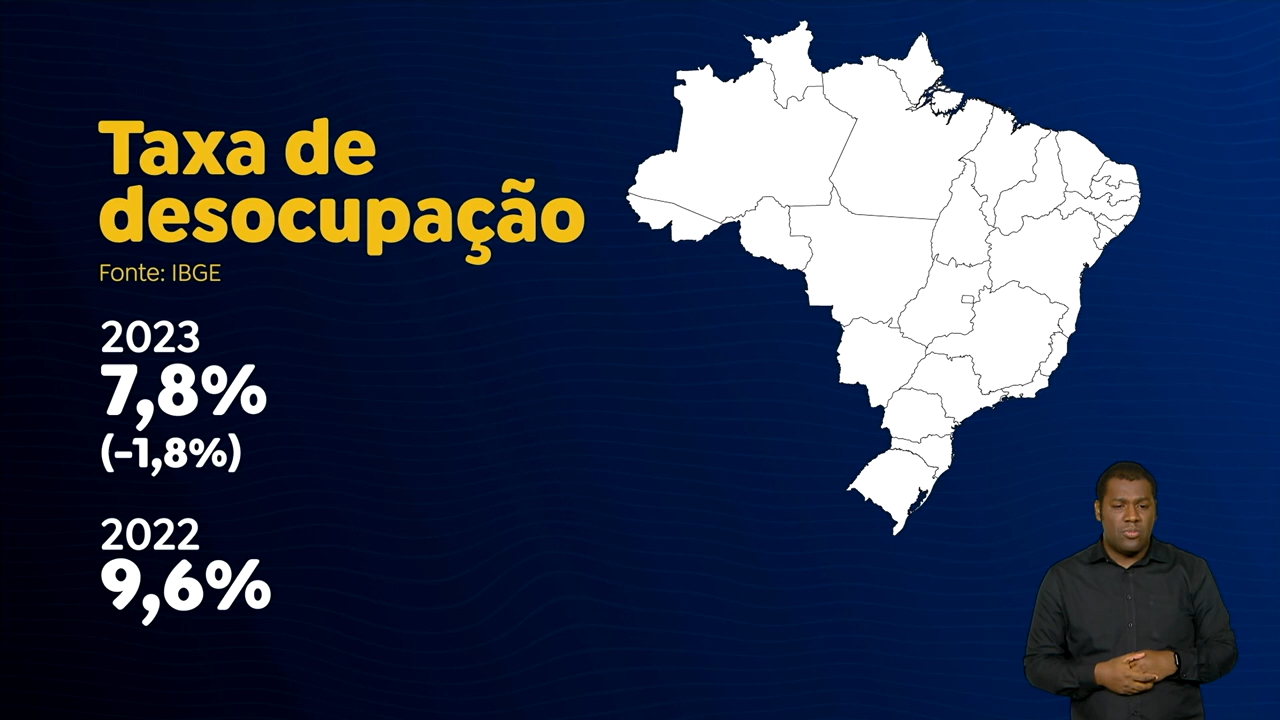 Taxa de
desocupação
Fonte: IBGE
2023
7,8%
(-1,8%)
2022
9,6%